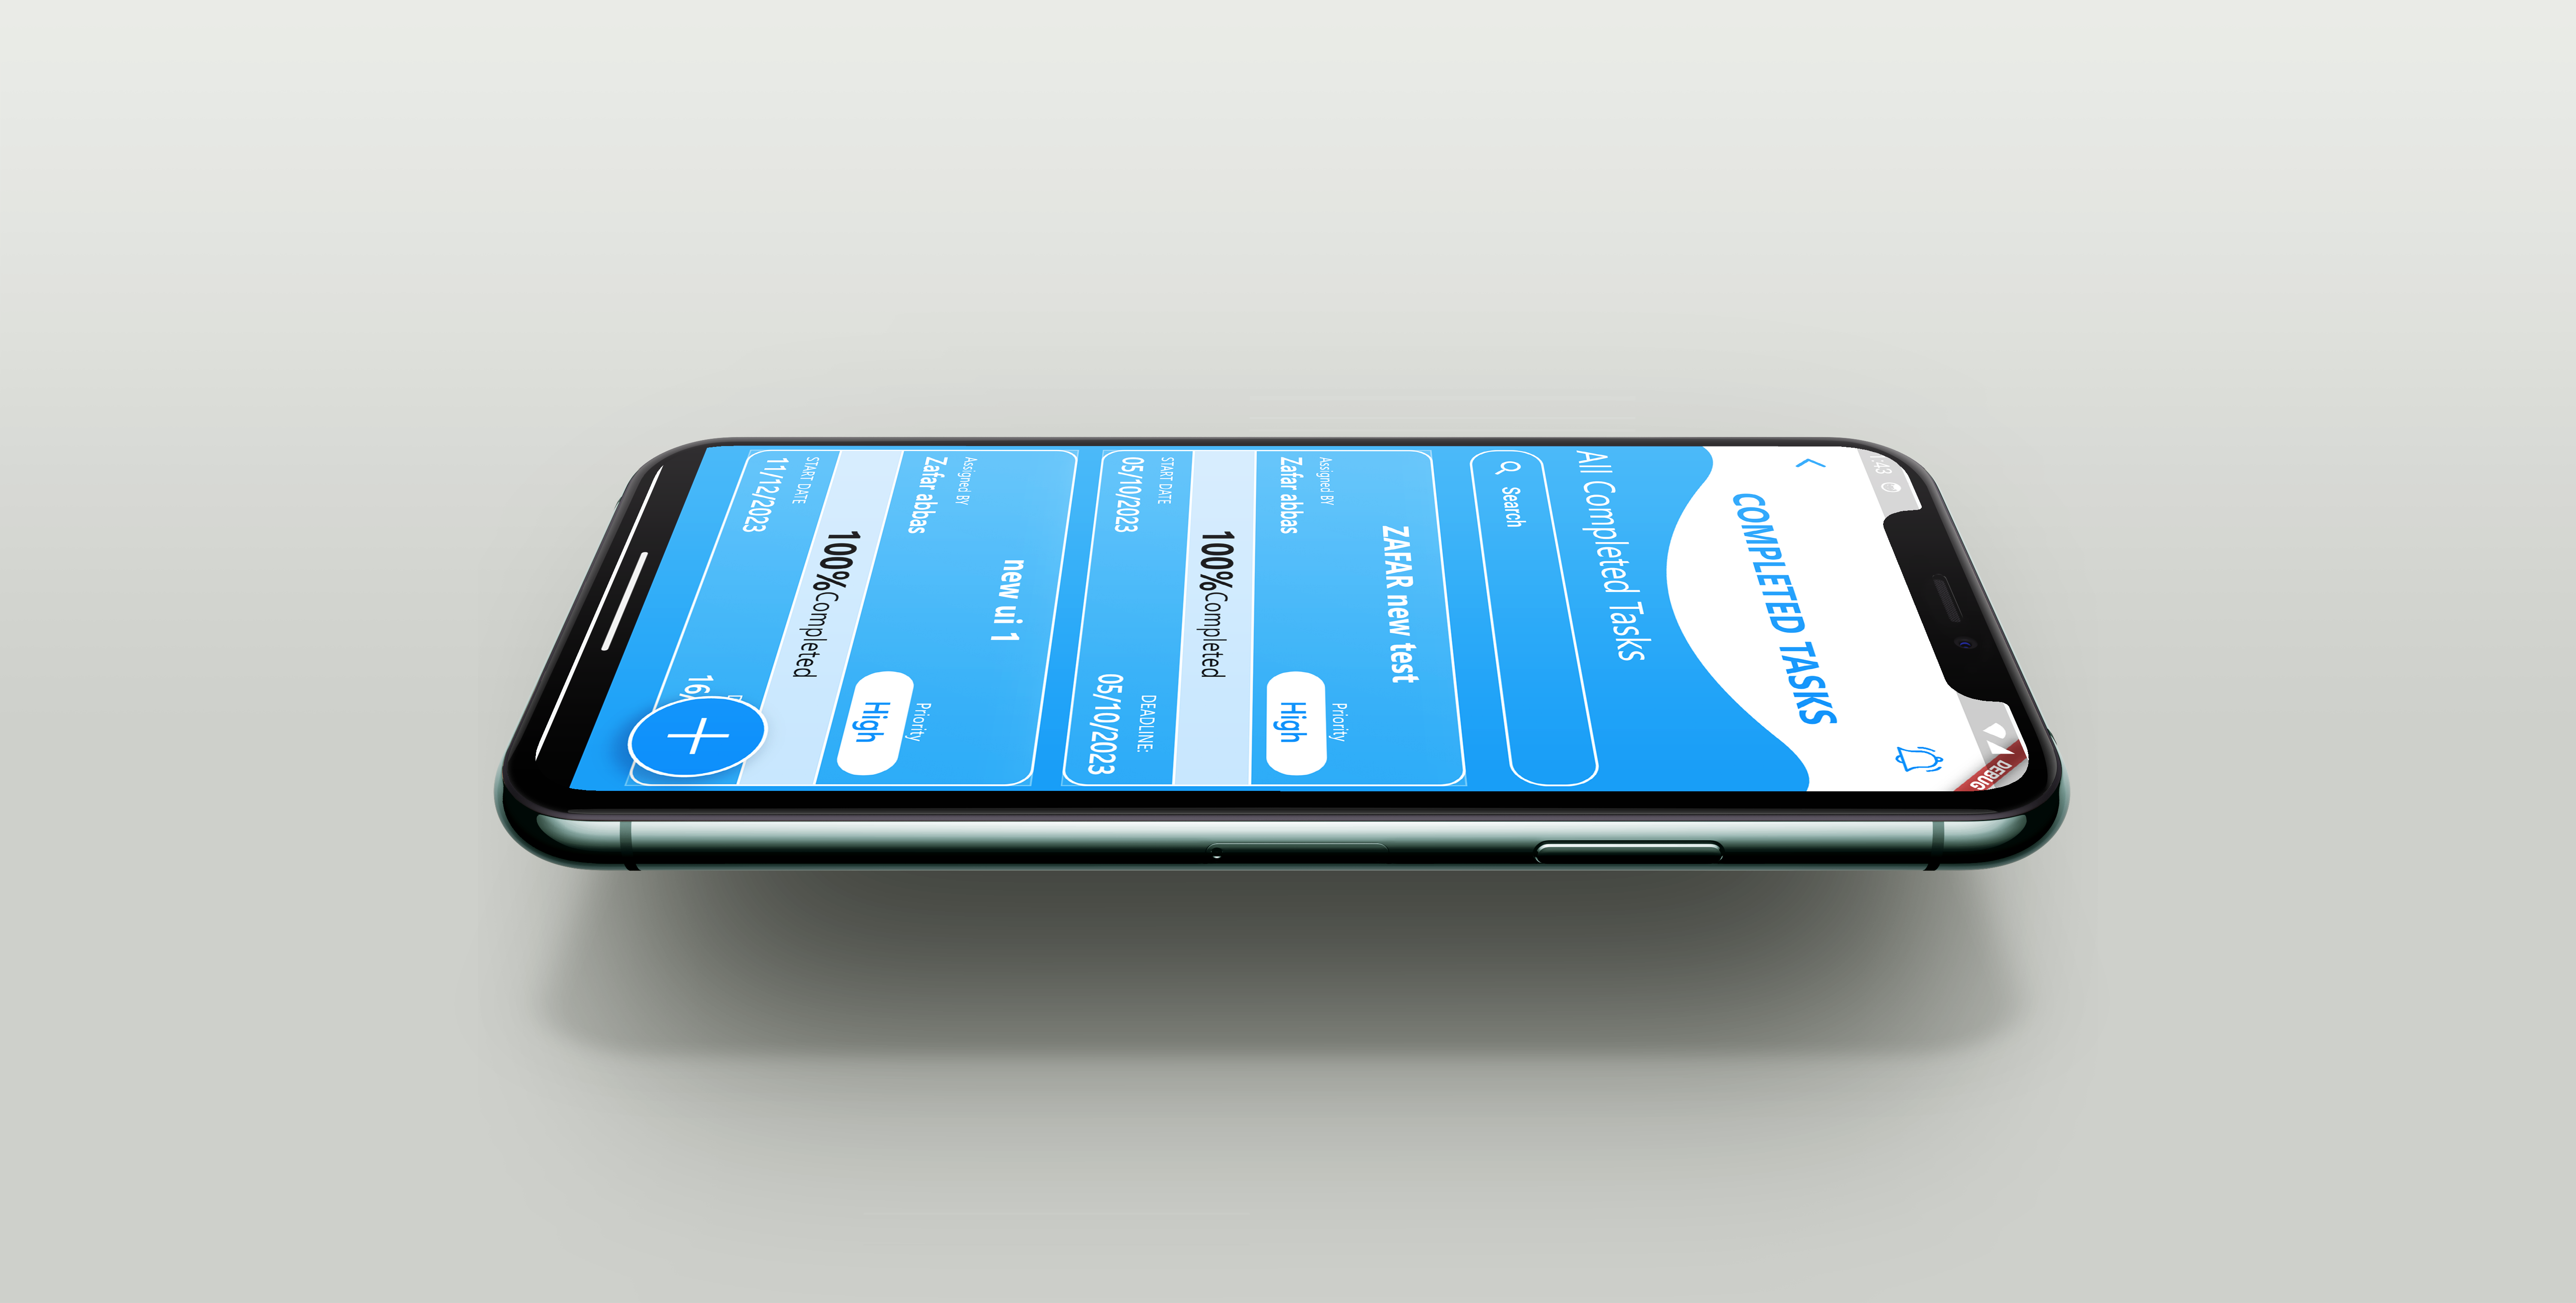 :43
DEBUG
COMPLETED TASKS
All Completed Tasks
Search
ZAFAR new test
Assigned BY
Priority
Zafar abbas
High
100%Completed
START DATE
DEADLINE:
05/10/2023
05/10/2023
new ui 1
Assigned BY
Priority
Zafar abbas
High
100%Completed
START DATE
11/12/2023
16/